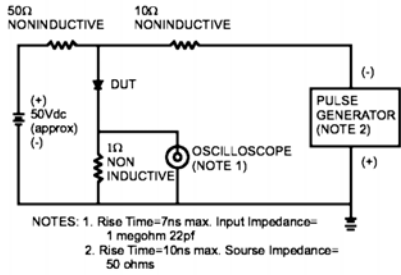 50Ω
NONINDUCTIVE
10Ω
NONINDUCTIVE
(+)
50Vdc
(approx)
(-)
DUT
1Ω
NON
INDUCTIVE
OSCILLOSCOPE
(NOTE 1)
(-)
PULSE
GENERATOR
(NOTE 2)
(+)
NOTES: 1. Rise Time=7ns max. Input Impedance=
1 megohm 22pf
2. Rise Time=10ns max. Sourse Impedance=
50 ohms